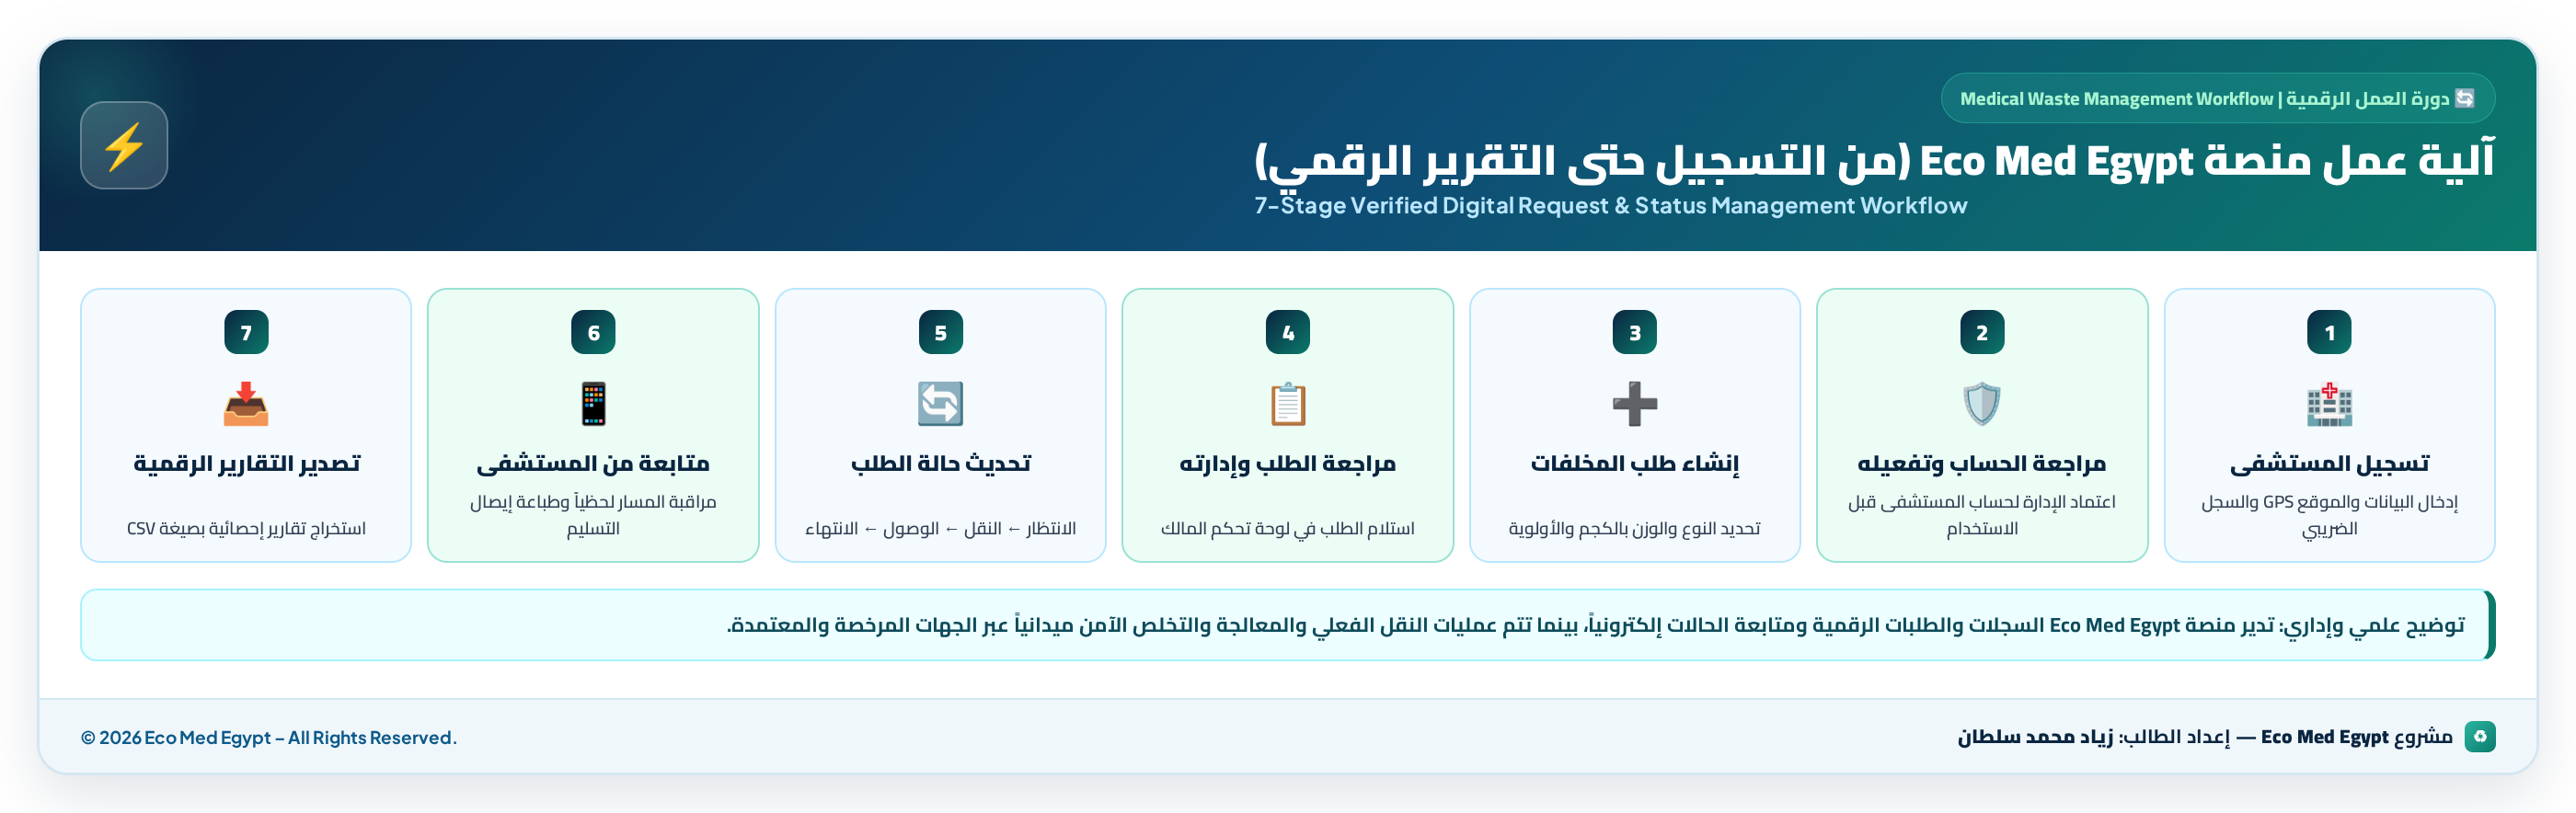 دورة العمل الرقمية | Medical Waste Management Workflow
آلية عمل منصة Eco Med Egypt (من التسجيل حتى التقرير الرقمي)
7-Stage Verified Digital Request & Status Management Workflow
1
تسجيل المستشفى
إدخال البيانات والموقع GPS والسجل
الضريبي
2
مراجعة الحساب وتفعيله
اعتماد الإدارة لحساب المستشفى قبل
الاستخدام
3
إنشاء طلب المخلفات
تحديد النوع والوزن بالكجم والأولوية
4
مراجعة الطلب وإدارته
استلام الطلب في لوحة تحكم المالك
5
تحديث حالة الطلب
الانتظار ← النقل ← الوصول ← الانتهاء
6
متابعة من المستشفى
مراقبة المسار لحظياً وطباعة إيصال
التسليم
7
تصدير التقارير الرقمية
استخراج تقارير إحصائية بصيغة CSV
توضيح علمي وإداري: تدير منصة Eco Med Egypt السجلات والطلبات الرقمية ومتابعة الحالات إلكترونياً، بينما تتم عمليات النقل الفعلي والمعالجة والتخلص الآمن ميدانياً عبر الجهات المرخصة والمعتمدة.
مشروع Eco Med Egypt — إعداد الطالب: زياد محمد سلطان
© 2026 Eco Med Egypt – All Rights Reserved.